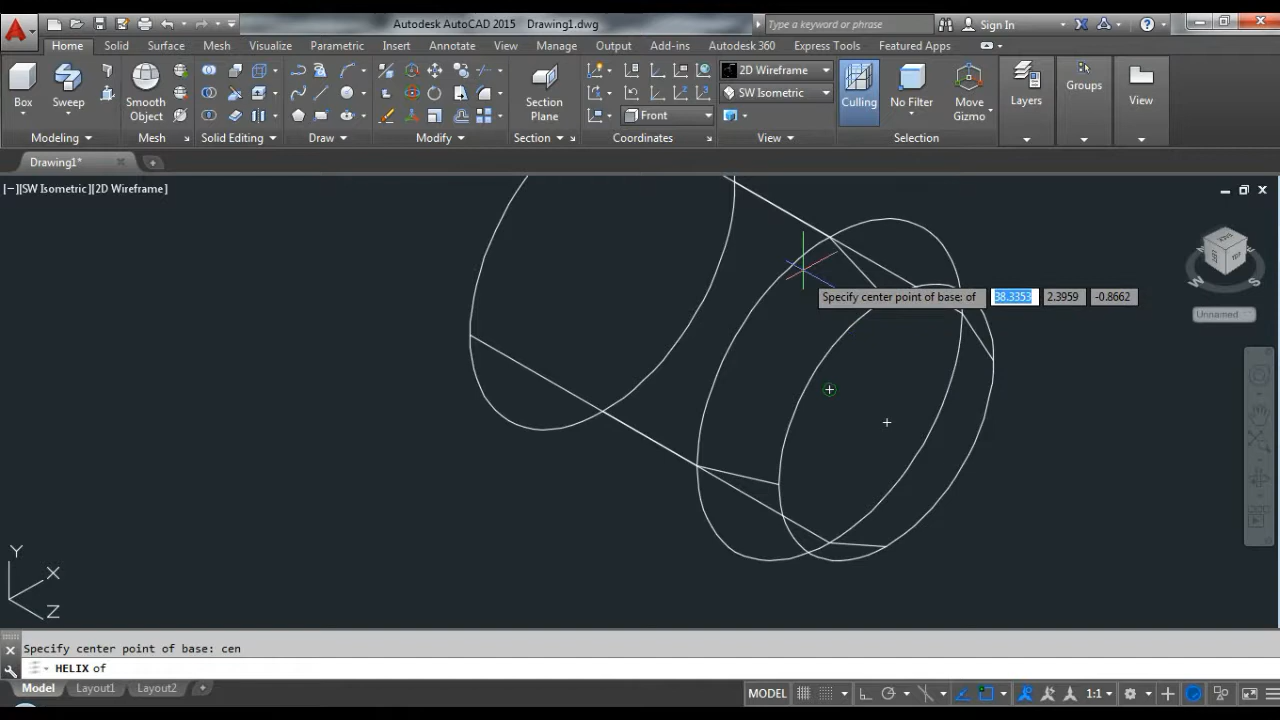 Autodesk AutoCAD 2015 Drawing1.dwg
Type a keyword or phrase
Sign In
Home Solid Surface Mesh Visualize Parametric Insert Annotate View Manage Output Add-ins Autodesk 360 Express Tools Featured Apps
2D Wireframe
SW Isometric
Front
Box Sweep Smooth Object Section Plane Culling No Filter Move Gizmo Layers Groups View
Modeling Mesh Solid Editing Draw Modify Section Coordinates View Selection
Drawing1*
[−][SW Isometric][2D Wireframe]
Specify center point of base: of 38.3353 2.3959 -0.8662
W S
Unnamed
Y
X
Z
Specify center point of base: cen
HELIX of
Model Layout1 Layout2 +
MODEL 1:1